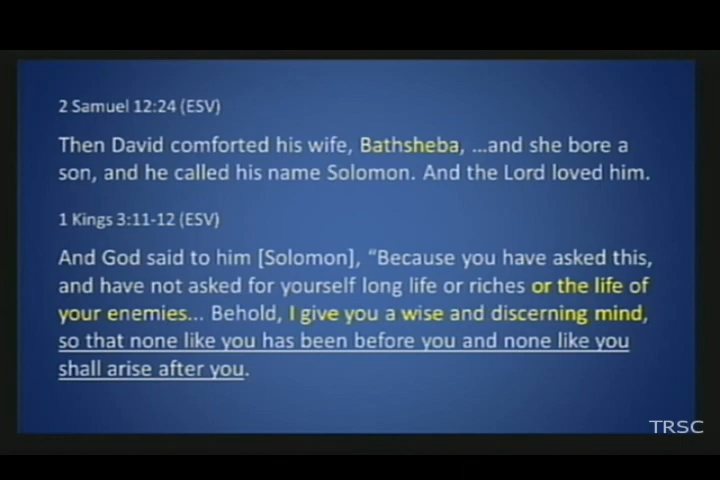 2 Samuel 12:24 (ESV)
Then David comforted his wife, Bathsheba, ...and she bore a
son, and he called his name Solomon. And the Lord loved him.
1 Kings 3:11-12 (ESV)
And God said to him [Solomon], “Because you have asked this,
and have not asked for yourself long life or riches or the life of
your enemies... Behold, I give you a wise and discerning mind,
so that none like you has been before you and none like you
shall arise after you.
TRSC